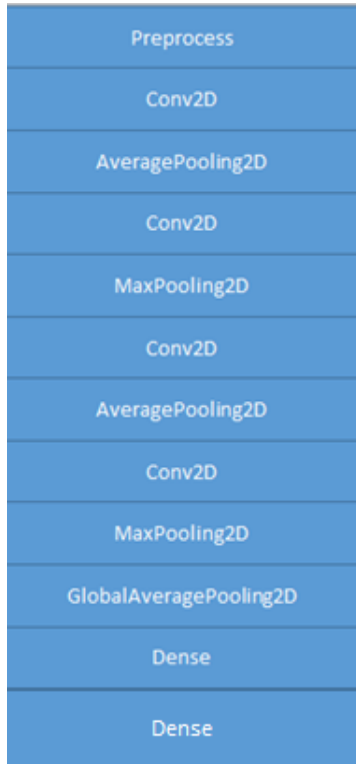 Preprocess
Conv2D
AveragePooling2D
Conv2D
MaxPooling2D
Conv2D
AveragePooling2D
Conv2D
MaxPooling2D
GlobalAveragePooling2D
Dense
Dense